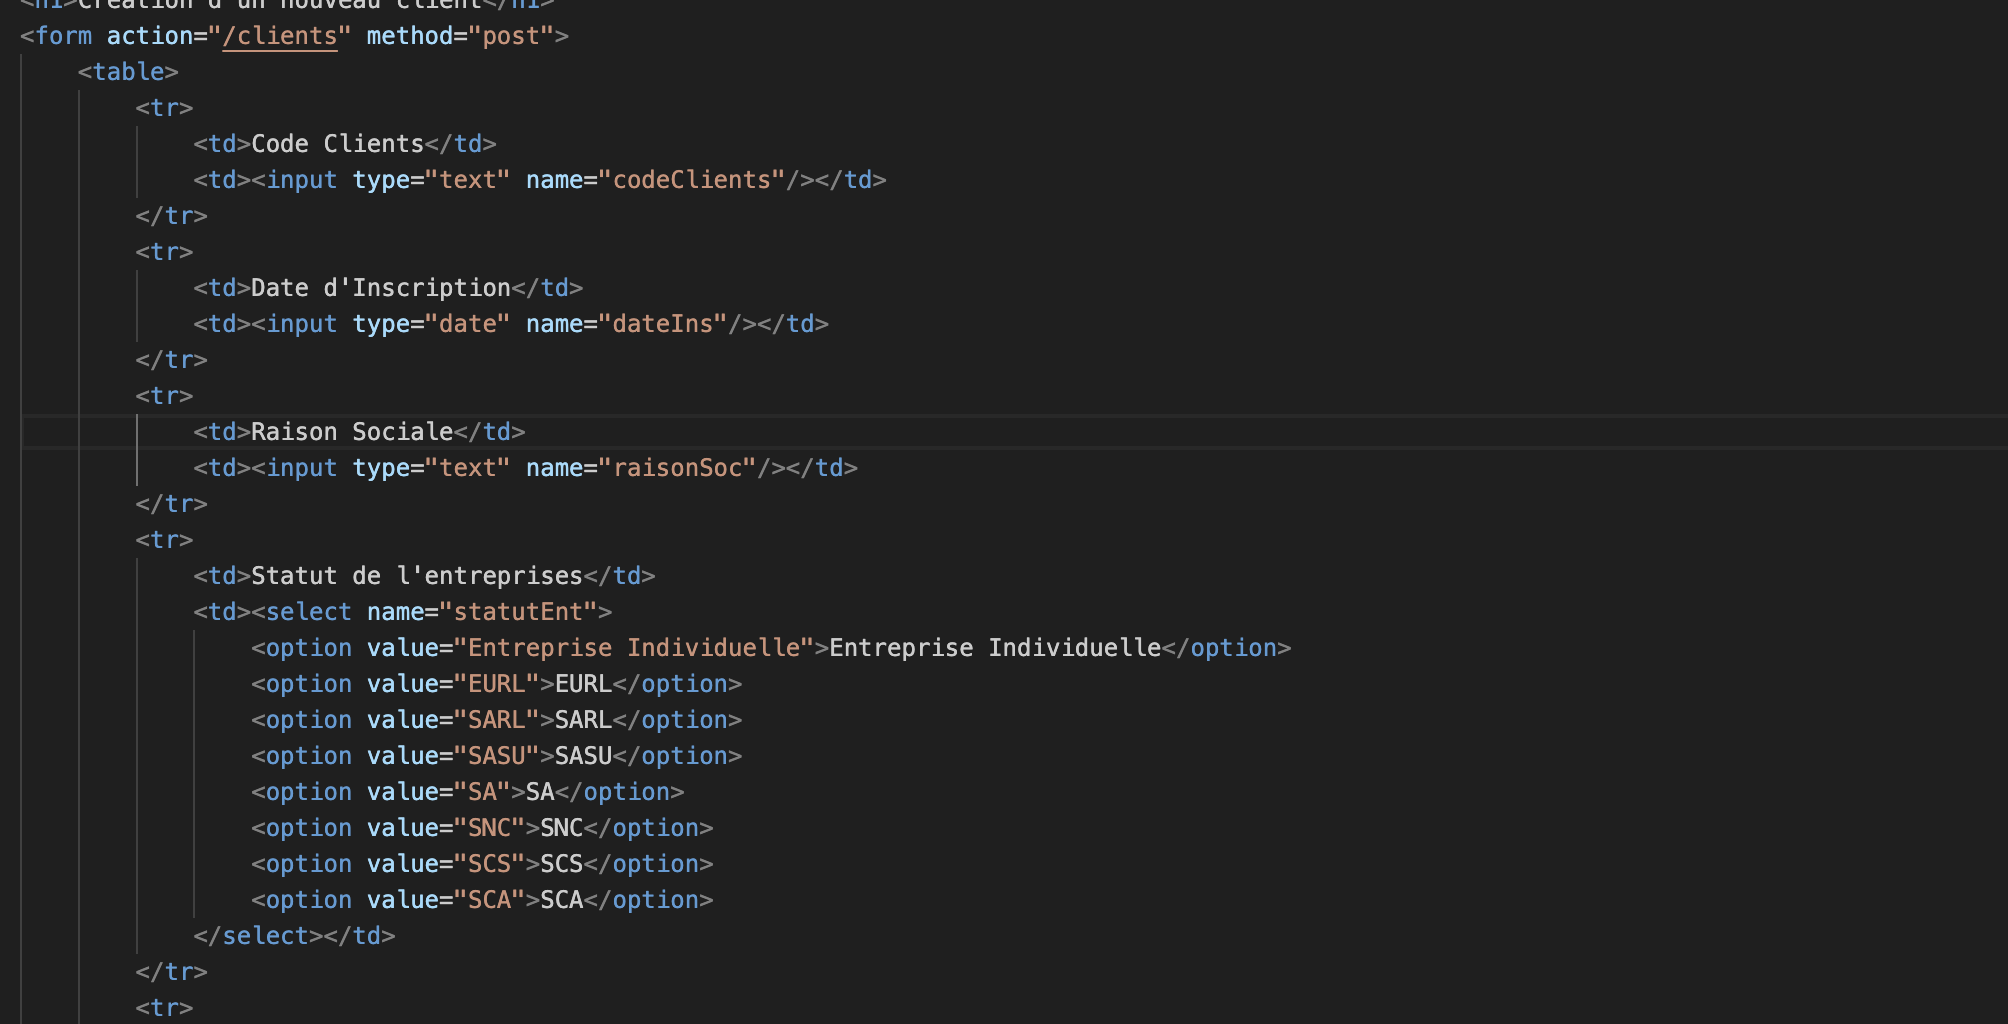 <h1>Création d'un nouveau client</h1>
<form action="/clients" method="post">
<table>
<tr>
<td>Code Clients</td>
<td><input type="text" name="codeClients"/></td>
</tr>
<tr>
<td>Date d'Inscription</td>
<td><input type="date" name="dateIns"/></td>
</tr>
<tr>
<td>Raison Sociale</td>
<td><input type="text" name="raisonSoc"/></td>
</tr>
<tr>
<td>Statut de l'entreprises</td>
<td><select name="statutEnt">
<option value="Entreprise Individuelle">Entreprise Individuelle</option>
<option value="EURL">EURL</option>
<option value="SARL">SARL</option>
<option value="SASU">SASU</option>
<option value="SA">SA</option>
<option value="SNC">SNC</option>
<option value="SCS">SCS</option>
<option value="SCA">SCA</option>
</select></td>
</tr>
<tr>